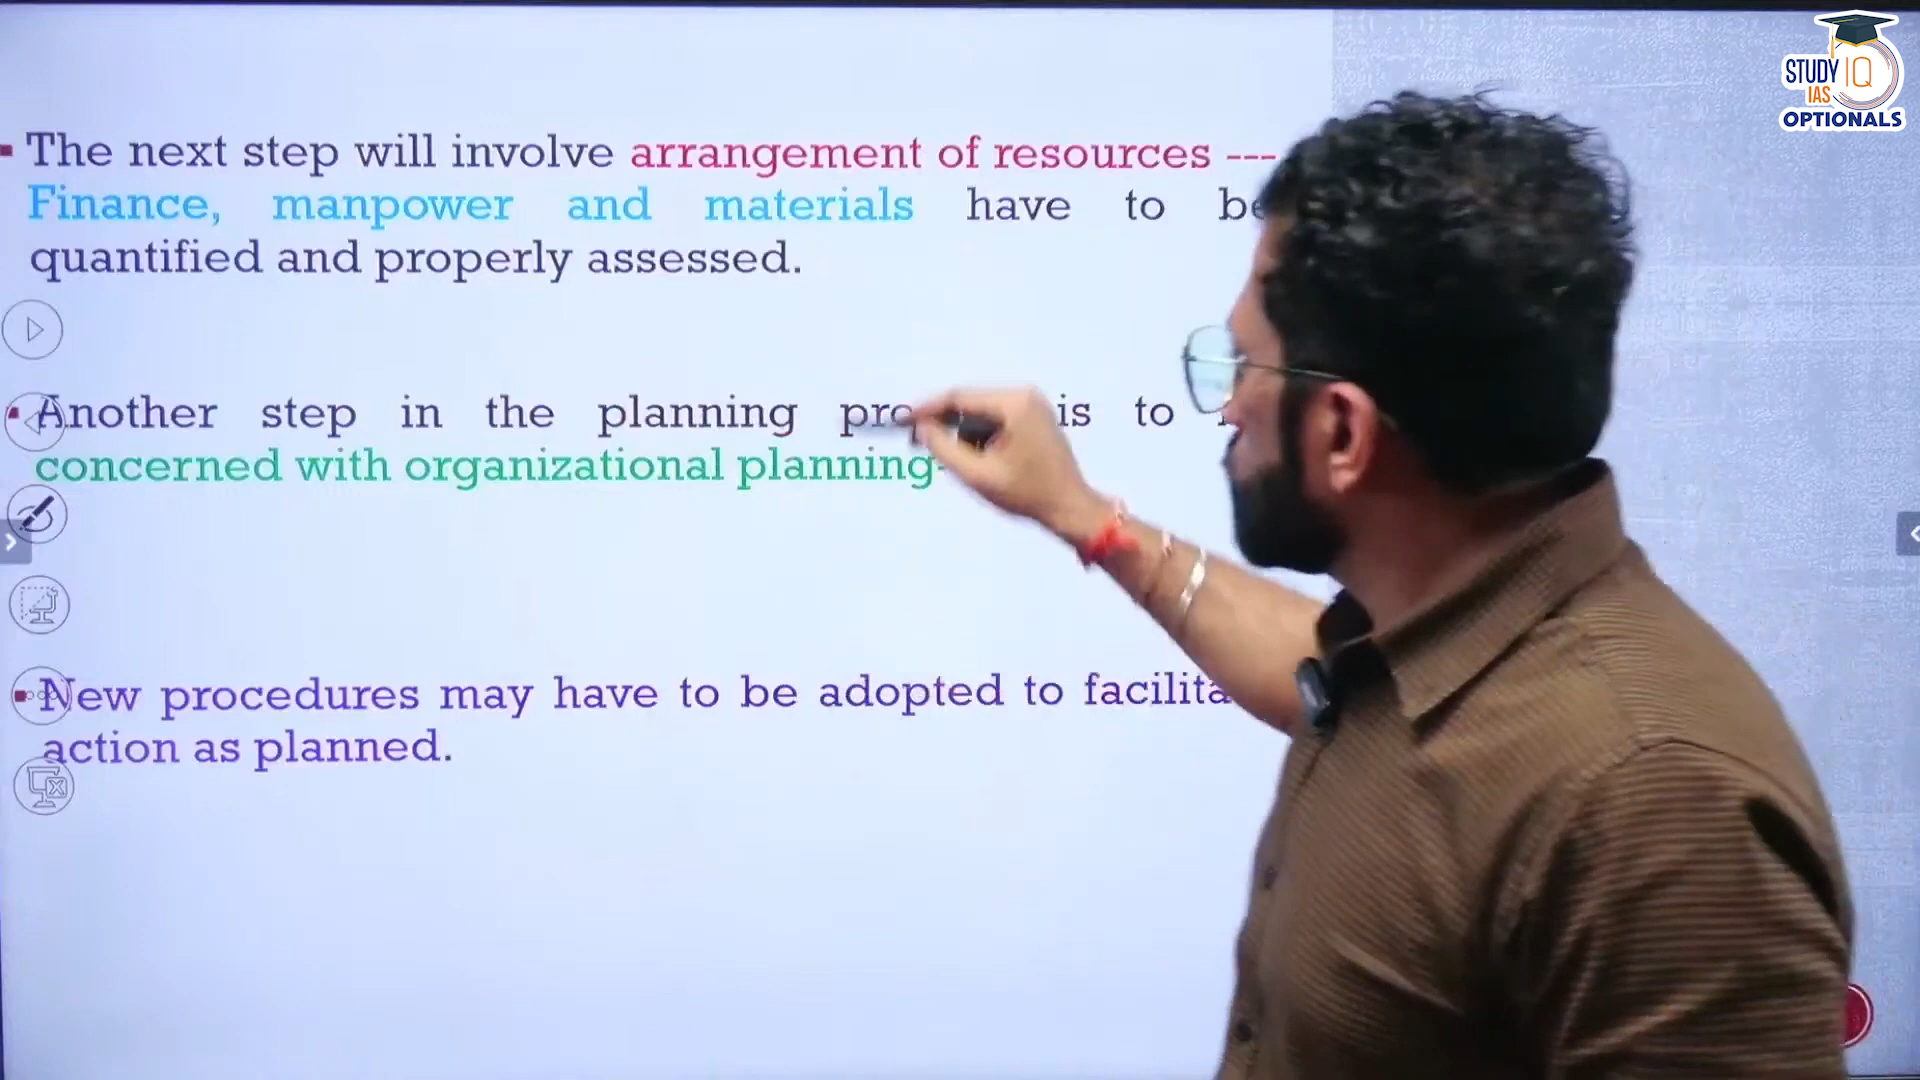 The next step will involve arrangement of resources ---
Finance, manpower and materials have to be
quantified and properly assessed.
Another step in the planning is to
concerned with organizational planning-
New procedures may have to be adopted to
action as planned.
STUDY IQ
IAS
OPTIONALS